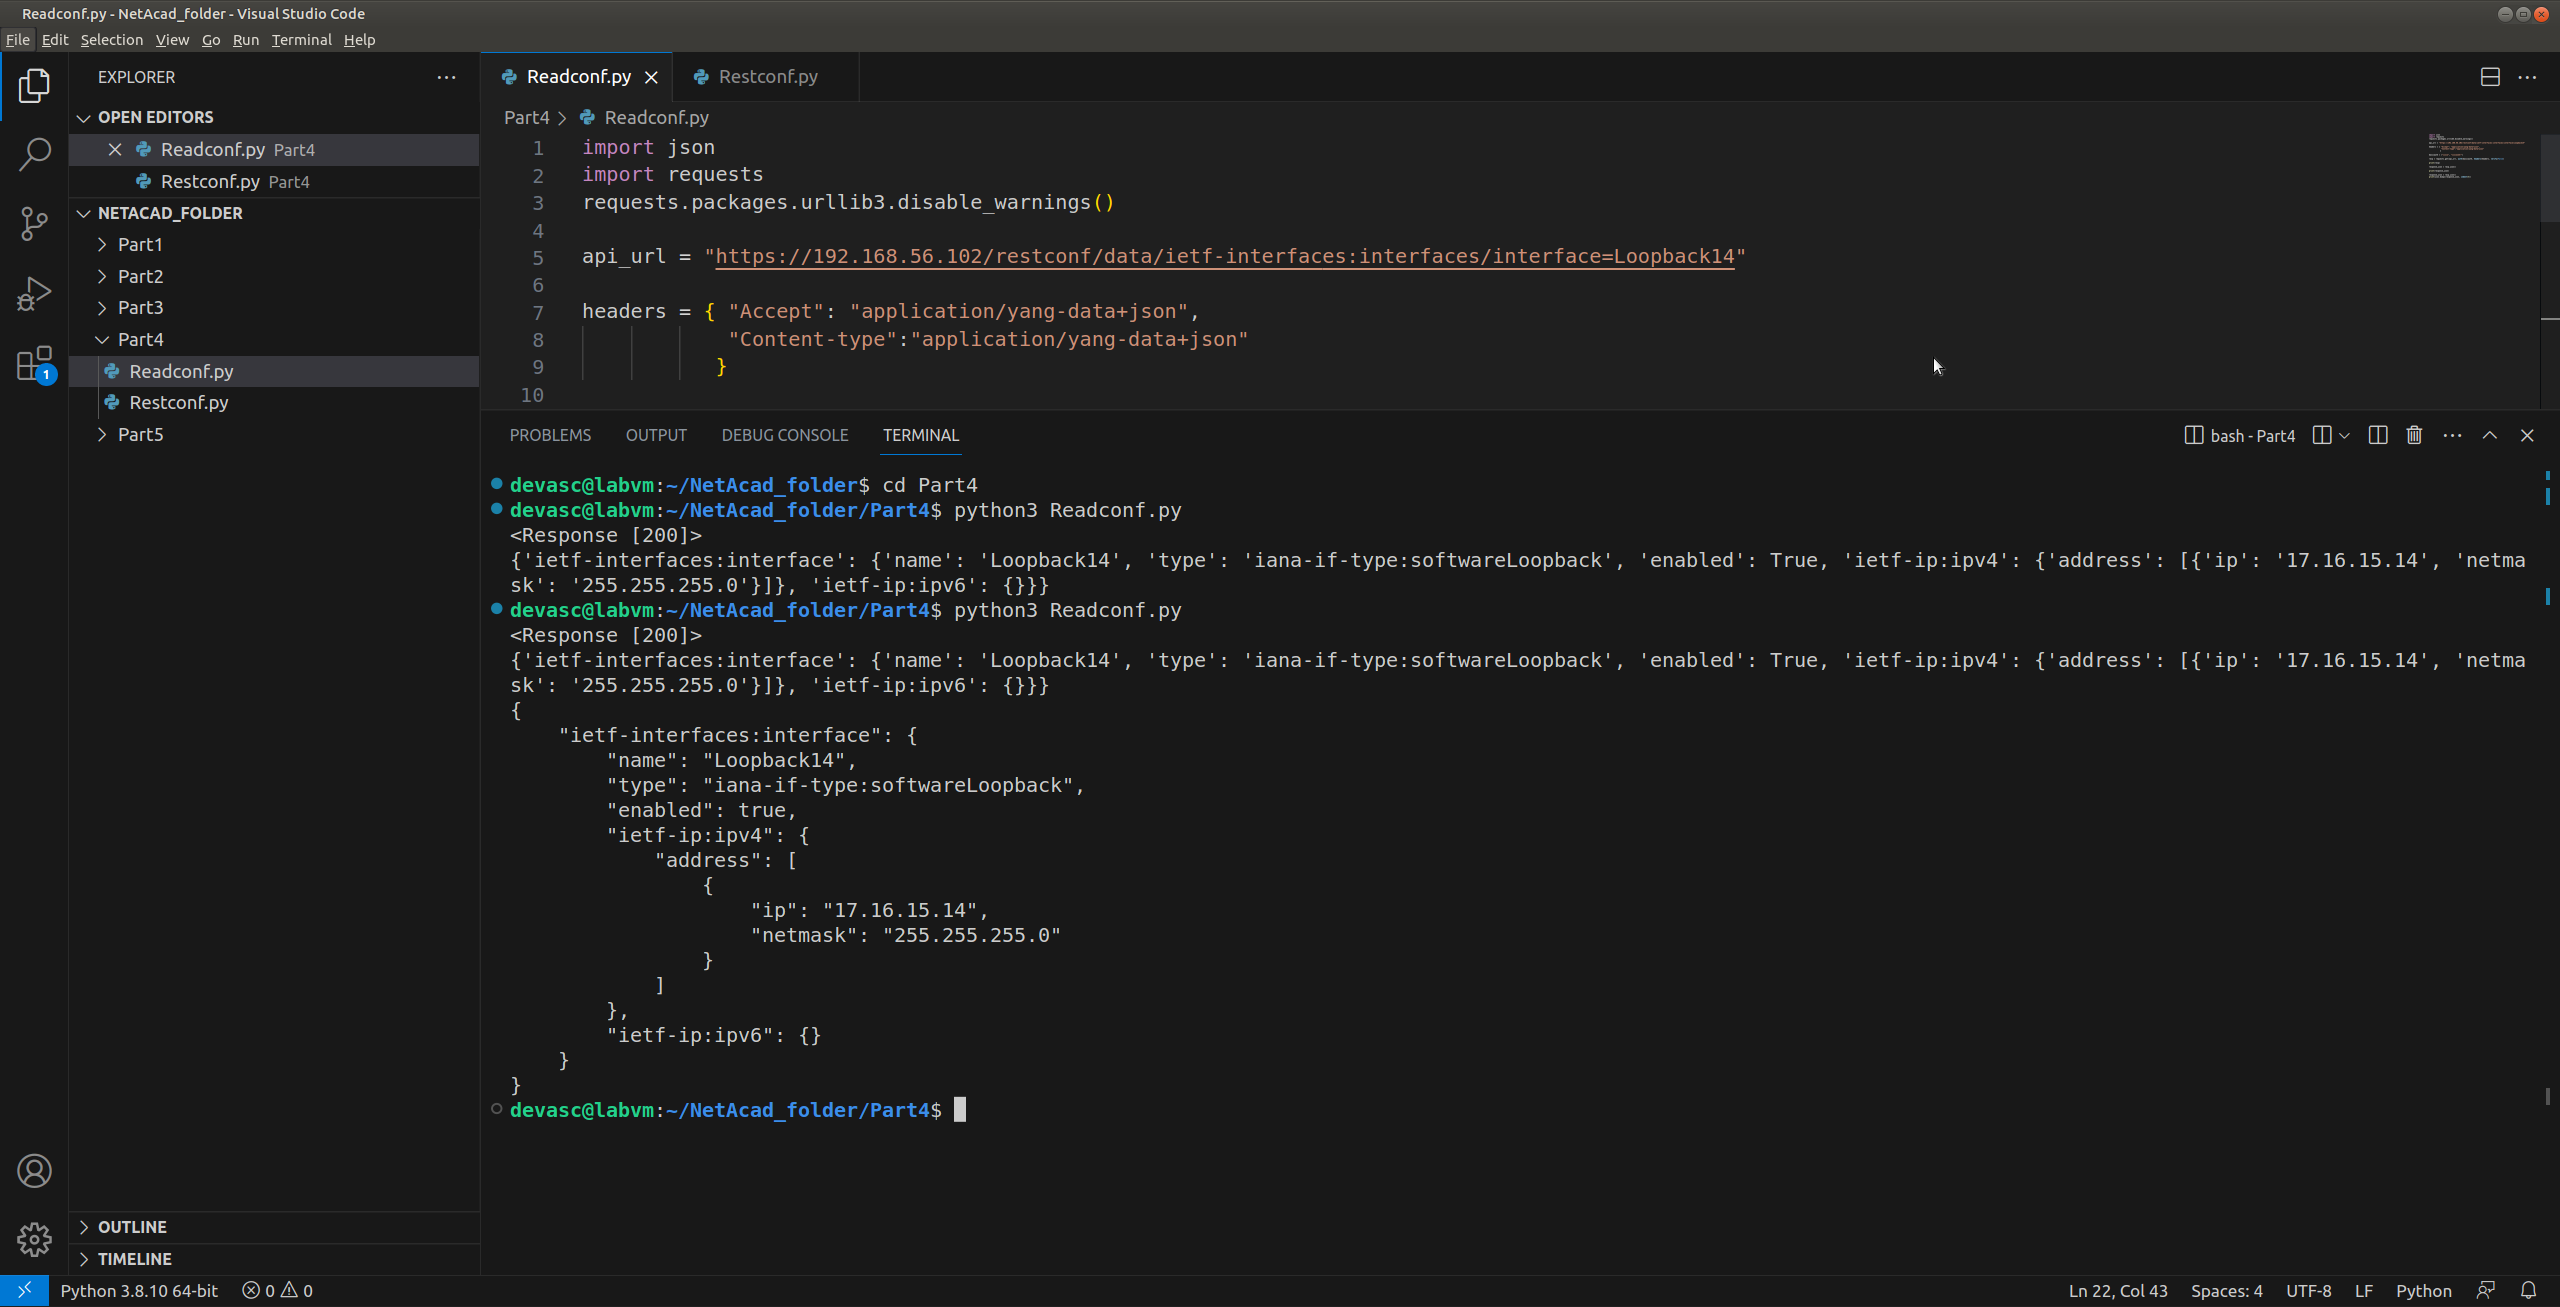 Readconf.py - NetAcad_folder - Visual Studio Code
File Edit Selection View Go Run Terminal Help
EXPLORER
OPEN EDITORS
Readconf.py Part4
Restconf.py Part4
NETACAD_FOLDER
Part1
Part2
Part3
Part4
Readconf.py
Restconf.py
Part5
1
OUTLINE
TIMELINE
Readconf.py Restconf.py
Part4 > Readconf.py
1 import json
2 import requests
3 requests.packages.urllib3.disable_warnings()
4
5 api_url = "https://192.168.56.102/restconf/data/ietf-interfaces:interfaces/interface=Loopback14"
6
7 headers = { "Accept": "application/yang-data+json",
8 "Content-type":"application/yang-data+json"
9 }
10
PROBLEMS OUTPUT DEBUG CONSOLE TERMINAL bash - Part4
devasc@labvm:~/NetAcad_folder$ cd Part4
devasc@labvm:~/NetAcad_folder/Part4$ python3 Readconf.py
<Response [200]>
{'ietf-interfaces:interface': {'name': 'Loopback14', 'type': 'iana-if-type:softwareLoopback', 'enabled': True, 'ietf-ip:ipv4': {'address': [{'ip': '17.16.15.14', 'netma
sk': '255.255.255.0'}]}, 'ietf-ip:ipv6': {}}}
devasc@labvm:~/NetAcad_folder/Part4$ python3 Readconf.py
<Response [200]>
{'ietf-interfaces:interface': {'name': 'Loopback14', 'type': 'iana-if-type:softwareLoopback', 'enabled': True, 'ietf-ip:ipv4': {'address': [{'ip': '17.16.15.14', 'netma
sk': '255.255.255.0'}]}, 'ietf-ip:ipv6': {}}}
{
"ietf-interfaces:interface": {
"name": "Loopback14",
"type": "iana-if-type:softwareLoopback",
"enabled": true,
"ietf-ip:ipv4": {
"address": [
{
"ip": "17.16.15.14",
"netmask": "255.255.255.0"
}
]
},
"ietf-ip:ipv6": {}
}
}
devasc@labvm:~/NetAcad_folder/Part4$
Python 3.8.10 64-bit 0 0 Ln 22, Col 43 Spaces: 4 UTF-8 LF Python